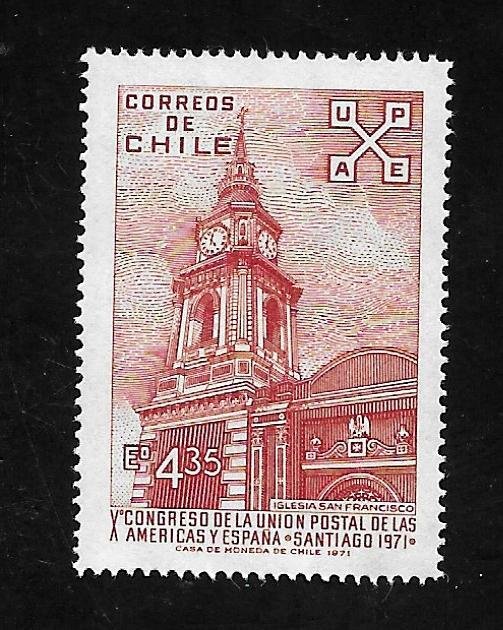 CORREOS
DE
CHILE
U P
A E
Eº 4.35
IGLESIA SAN FRANCISCO
Xº CONGRESO DE LA UNION POSTAL DE LAS
AMERICAS Y ESPAÑA • SANTIAGO 1971 •
CASA DE MONEDA DE CHILE 1971